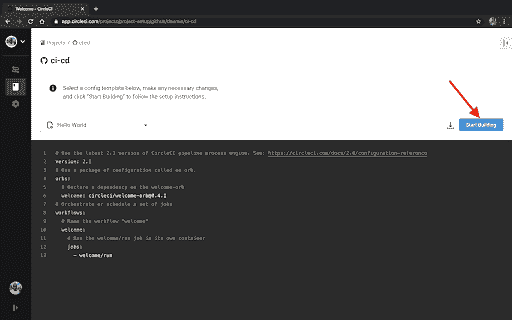 Welcome - CircleCI
app.circleci.com/projects/project-setup/github/
Projects
ci-cd
ci-cd
Select a config template below, make any necessary changes,
and click "Start Building" to follow the setup instructions.
Hello World
Start Building
1 # Use the latest 2.1 version of CircleCI pipeline process engine. See: https://circleci.com/docs/2.0/configuration-reference
2 version: 2.1
3 # Use a package of configuration called an orb.
4 orbs:
5 # Declare a dependency on the welcome-orb
6 welcome: circleci/welcome-orb@0.4.1
7 # Orchestrate or schedule a set of jobs
8 workflows:
9 # Name the workflow "welcome"
10 welcome:
11 # Run the welcome/run job in its own container
12 jobs:
13 - welcome/run